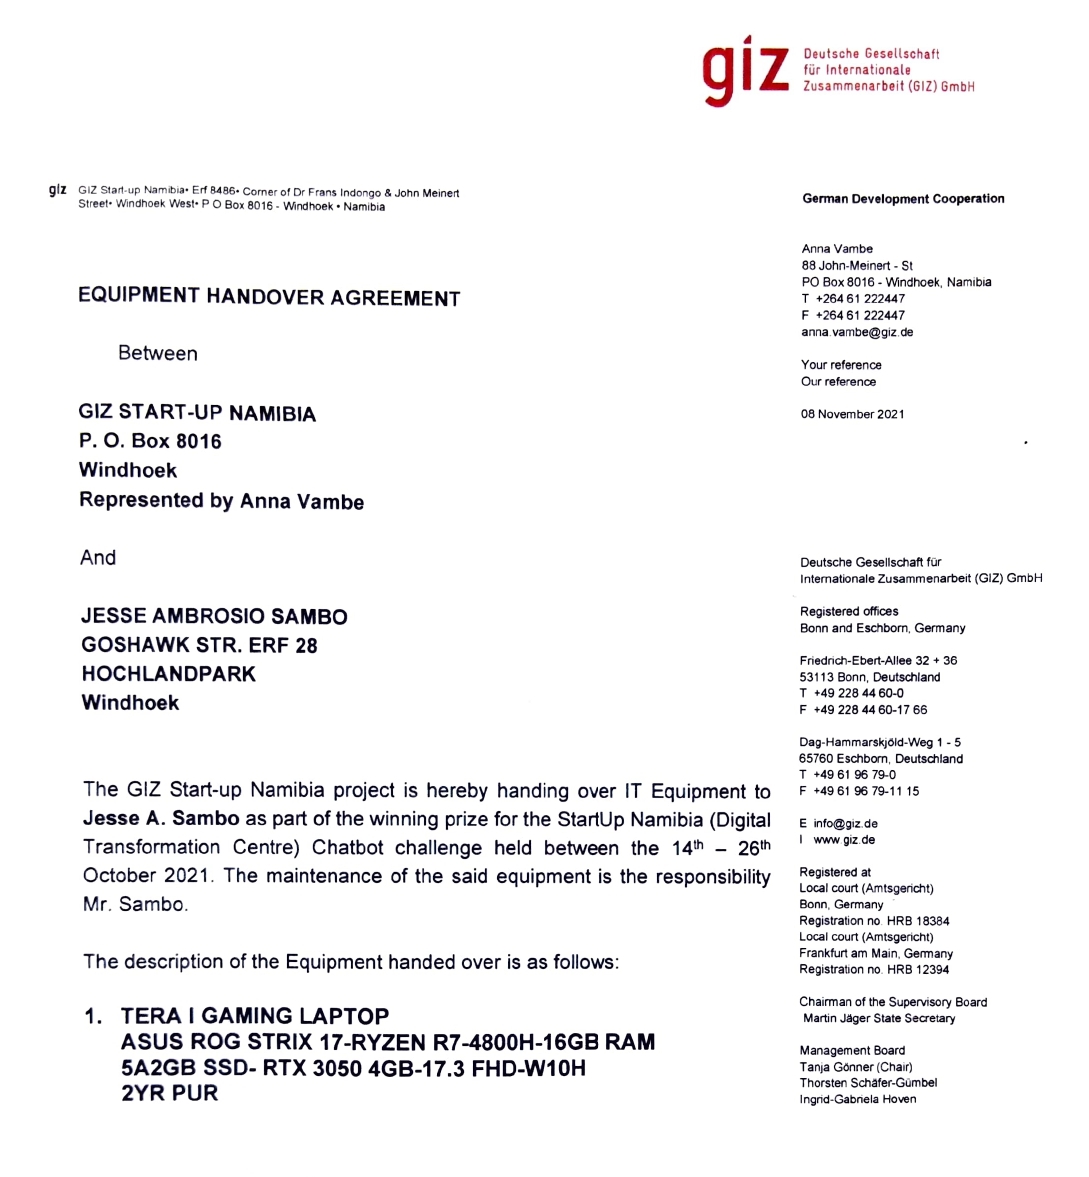 giz Deutsche Gesellschaft
für Internationale
Zusammenarbeit (GIZ) GmbH
giz GIZ Start-up Namibia• Erf 8486• Corner of Dr Frans Indongo & John Meinert
Street• Windhoek West• P O Box 8016 - Windhoek • Namibia
EQUIPMENT HANDOVER AGREEMENT
Between
GIZ START-UP NAMIBIA
P. O. Box 8016
Windhoek
Represented by Anna Vambe
And
JESSE AMBROSIO SAMBO
GOSHAWK STR. ERF 28
HOCHLANDPARK
Windhoek
The GIZ Start-up Namibia project is hereby handing over IT Equipment to
Jesse A. Sambo as part of the winning prize for the StartUp Namibia (Digital
Transformation Centre) Chatbot challenge held between the 14th – 26th
October 2021. The maintenance of the said equipment is the responsibility
Mr. Sambo.
The description of the Equipment handed over is as follows:
1. TERA I GAMING LAPTOP
ASUS ROG STRIX 17-RYZEN R7-4800H-16GB RAM
5A2GB SSD- RTX 3050 4GB-17.3 FHD-W10H
2YR PUR
German Development Cooperation
Anna Vambe
88 John-Meinert - St
PO Box 8016 - Windhoek, Namibia
T +264 61 222447
F +264 61 222447
anna.vambe@giz.de
Your reference
Our reference
08 November 2021
Deutsche Gesellschaft für
Internationale Zusammenarbeit (GIZ) GmbH
Registered offices
Bonn and Eschborn, Germany
Friedrich-Ebert-Allee 32 + 36
53113 Bonn, Deutschland
T +49 228 44 60-0
F +49 228 44 60-17 66
Dag-Hammarskjöld-Weg 1 - 5
65760 Eschborn, Deutschland
T +49 61 96 79-0
F +49 61 96 79-11 15
E info@giz.de
I www.giz.de
Registered at
Local court (Amtsgericht)
Bonn, Germany
Registration no. HRB 18384
Local court (Amtsgericht)
Frankfurt am Main, Germany
Registration no. HRB 12394
Chairman of the Supervisory Board
Martin Jäger State Secretary
Management Board
Tanja Gönner (Chair)
Thorsten Schäfer-Gümbel
Ingrid-Gabriela Hoven